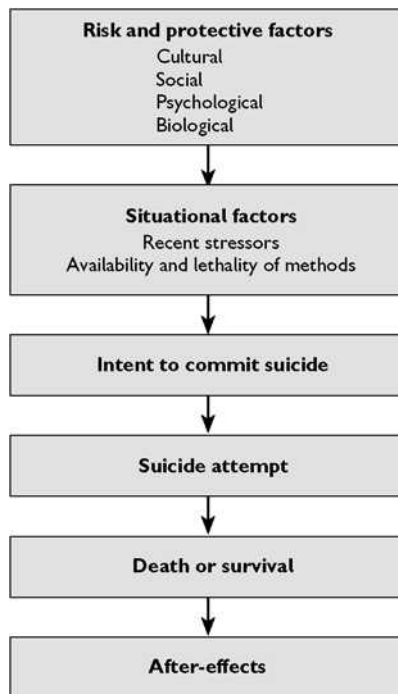 Risk and protective factors
Cultural
Social
Psychological
Biological
Situational factors
Recent stressors
Availability and lethality of methods
Intent to commit suicide
Suicide attempt
Death or survival
After-effects